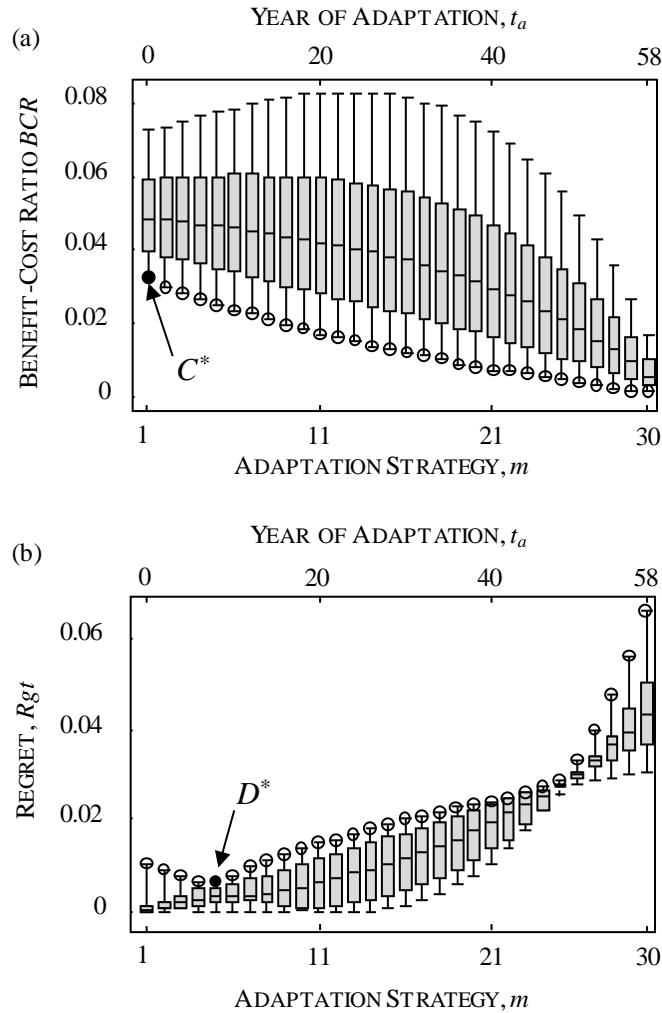 YEAR OF ADAPTATION, tₐ
(a)
0 20 40 58
0.08
0.06
0.04
0.02
0
BENEFIT-COST RATIO BCR
C*
1 11 21 30
ADAPTATION STRATEGY, m
YEAR OF ADAPTATION, tₐ
(b)
0 20 40 58
0.06
0.04
0.02
0
REGRET, Rgt
D*
1 11 21 30
ADAPTATION STRATEGY, m